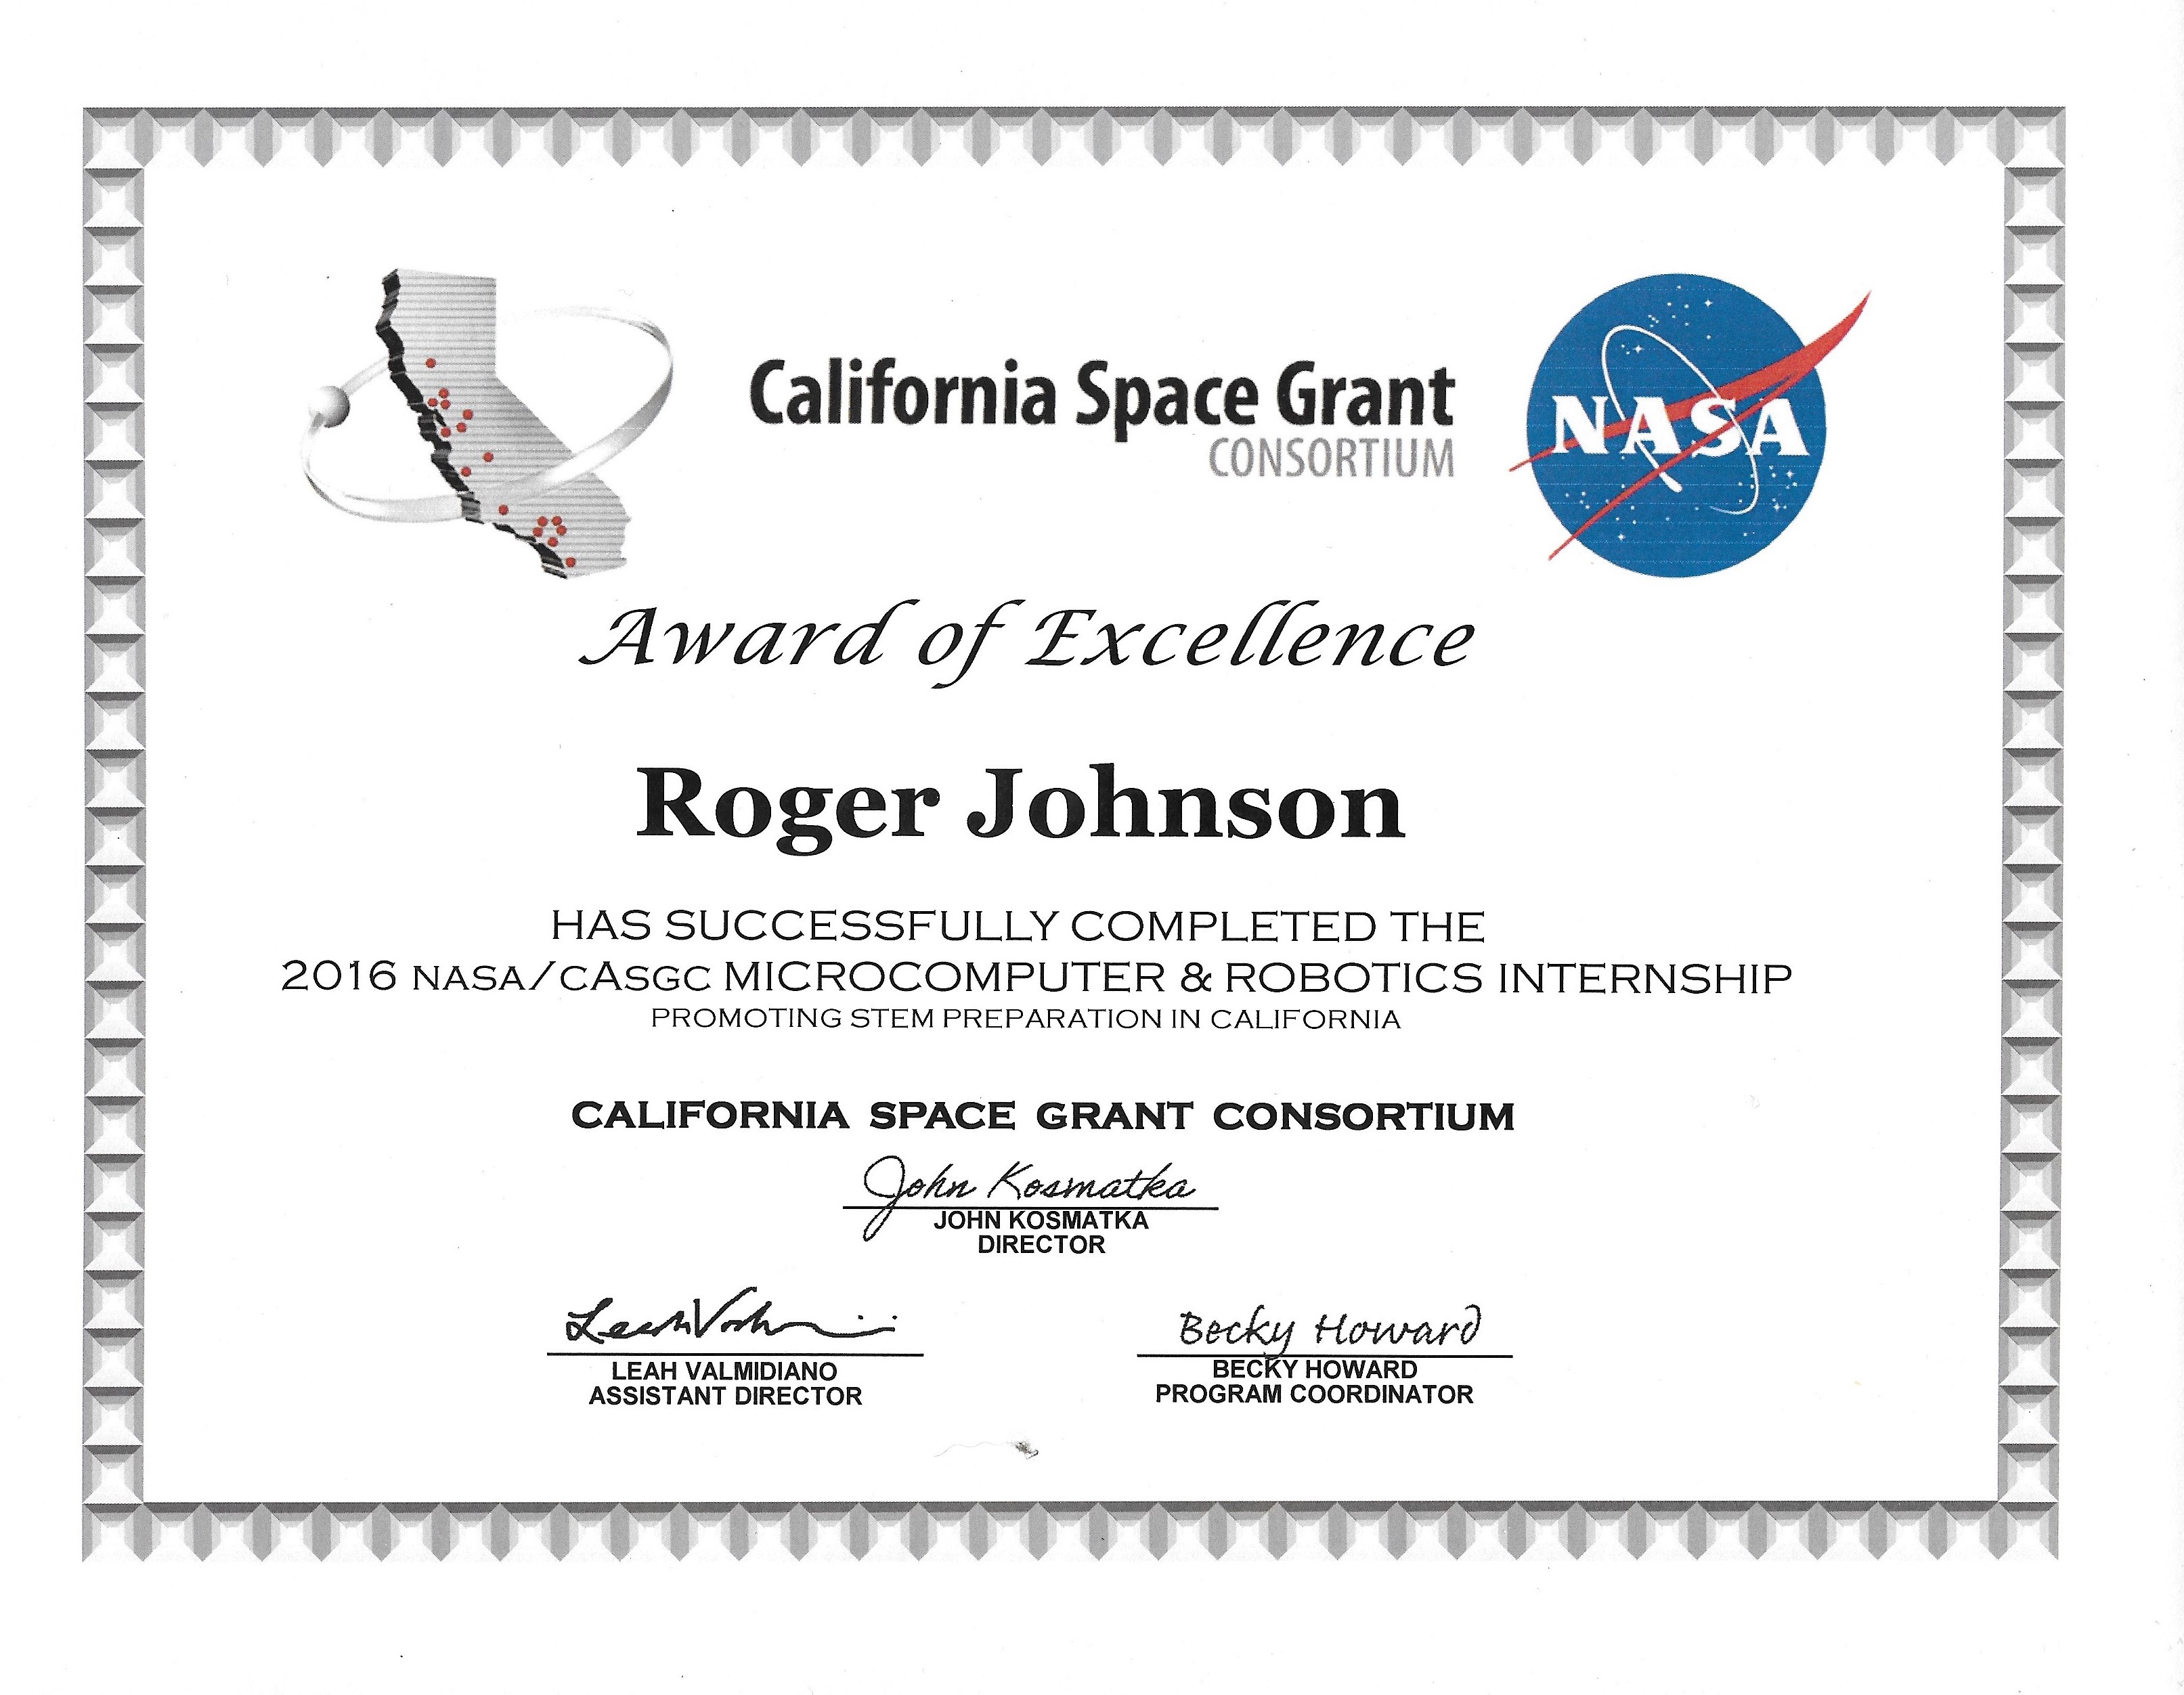 California Space Grant
CONSORTIUM
NASA
Award of Excellence
Roger Johnson
HAS SUCCESSFULLY COMPLETED THE
2016 NASA/CASGC MICROCOMPUTER & ROBOTICS INTERNSHIP
PROMOTING STEM PREPARATION IN CALIFORNIA
CALIFORNIA SPACE GRANT CONSORTIUM
John Kosmatka
JOHN KOSMATKA
DIRECTOR
Leah
LEAH VALMIDIANO
ASSISTANT DIRECTOR
Becky Howard
BECKY HOWARD
PROGRAM COORDINATOR